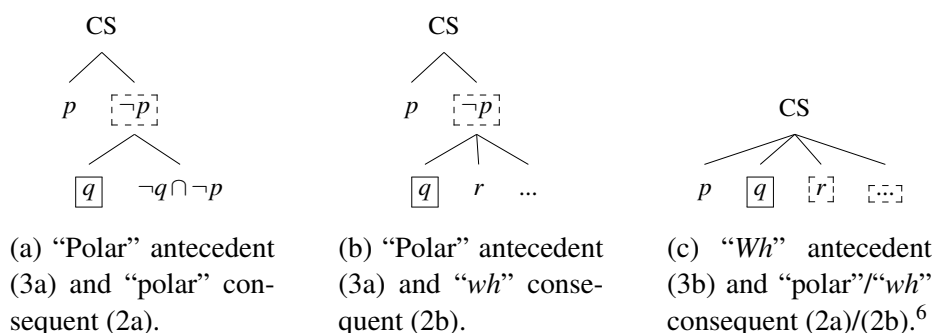 CS
p ¬p
q ¬q ∩ ¬p
(a) “Polar” antecedent
(3a) and “polar” con-
sequent (2a).
CS
p ¬p
q r ...
(b) “Polar” antecedent
(3a) and “wh” conse-
quent (2b).
CS
p q r ...
(c) “Wh” antecedent
(3b) and “polar”/“wh”
consequent (2a)/(2b).6